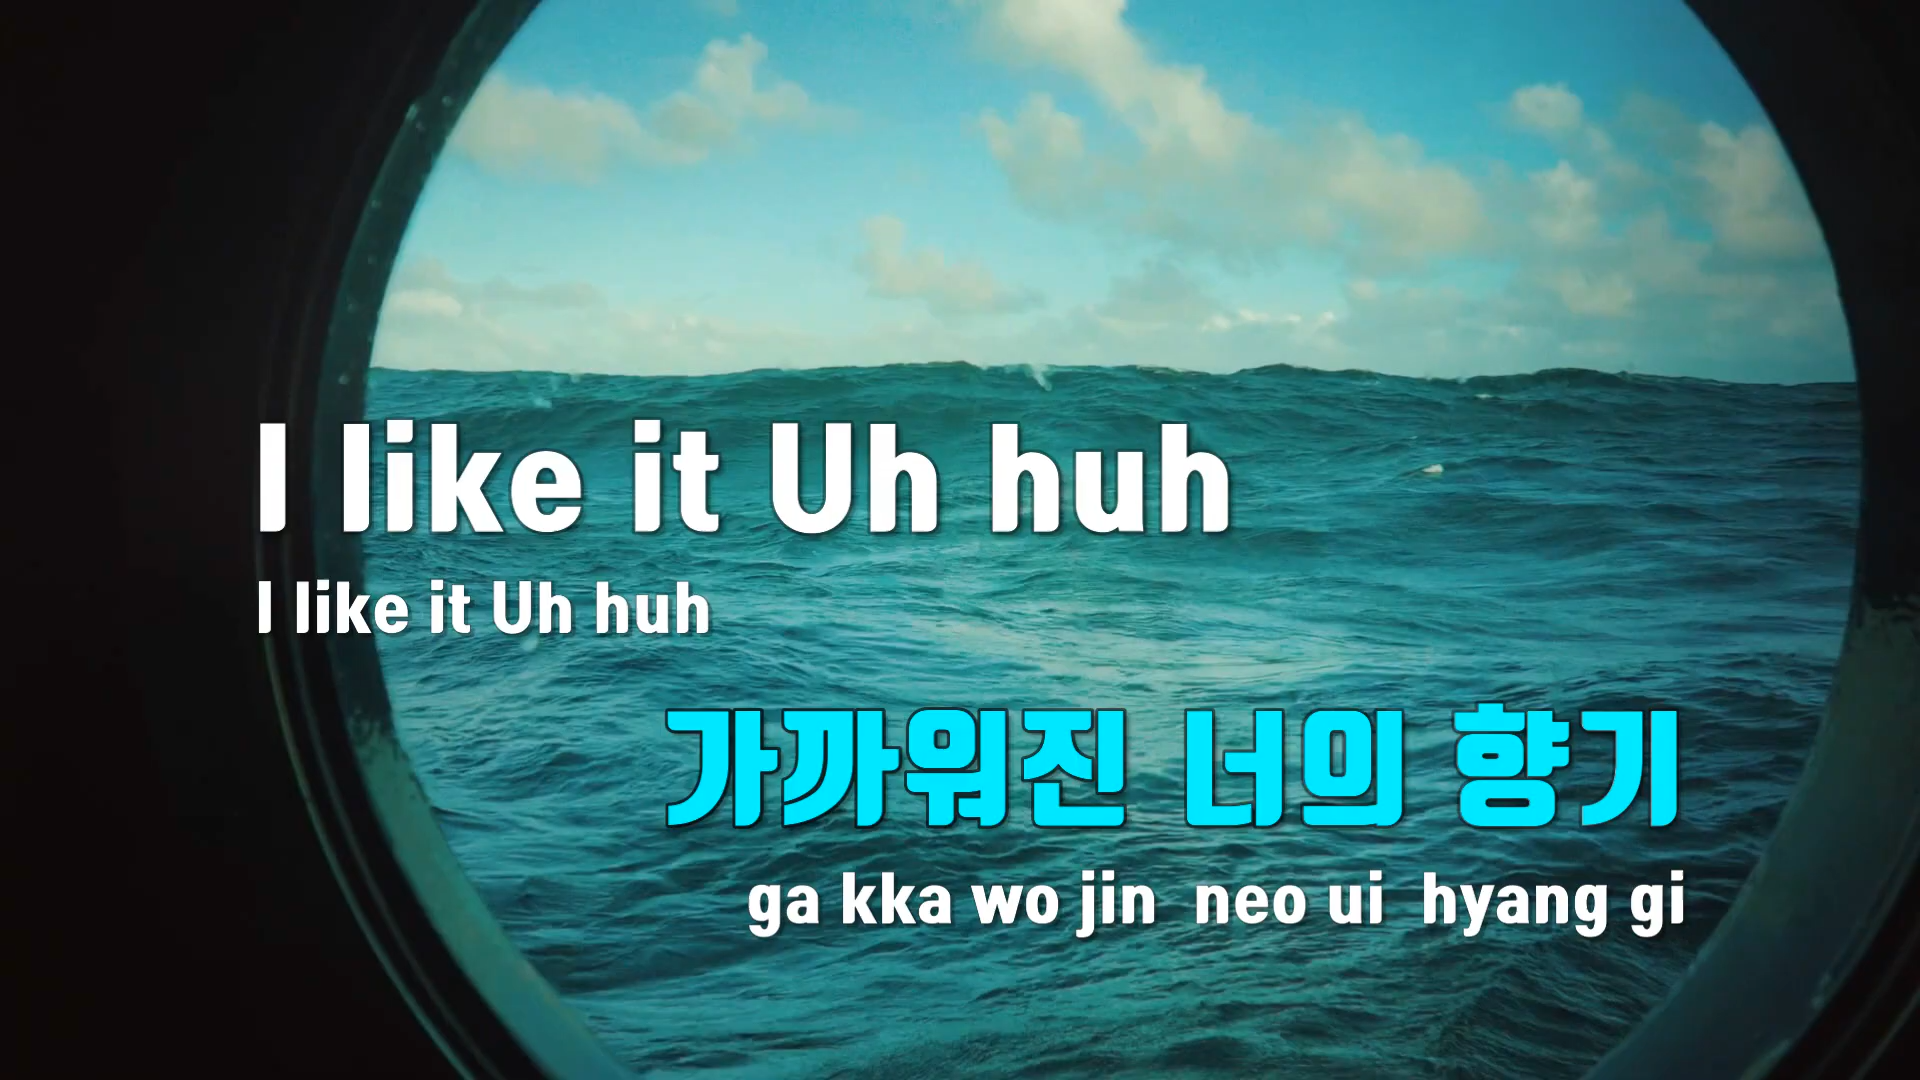 I like it Uh huh
I like it Uh huh
가까워진 너의 향기
ga kka wo jin neo ui hyang gi